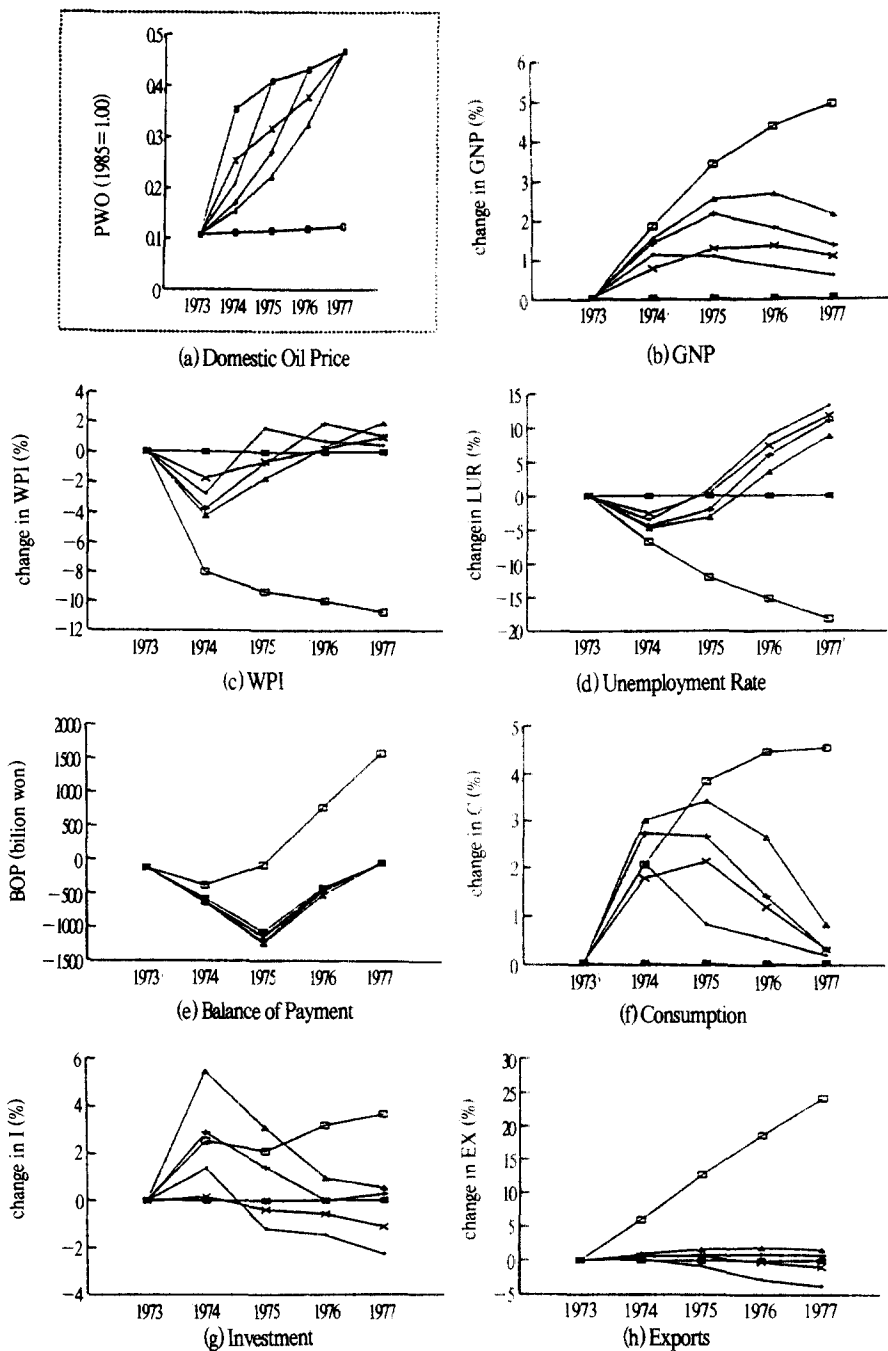 0.5
0.4
0.3
0.2
0.1
0
PWO (1985=1.00)
1973 1974 1975 1976 1977
(a) Domestic Oil Price
6
5
4
3
2
1
0
change in GNP (%)
1973 1974 1975 1976 1977
(b) GNP
4
2
0
−2
−4
−6
−8
−10
−12
change in WPI (%)
1973 1974 1975 1976 1977
(c) WPI
15
10
5
0
−5
−10
−15
−20
changein LUR (%)
1973 1974 1975 1976 1977
(d) Unemployment Rate
2000
1500
1000
500
0
−500
−1000
−1500
BOP (bilion won)
1973 1974 1975 1976 1977
(e) Balance of Payment
5
4
3
2
1
0
change in C (%)
1973 1974 1975 1976 1977
(f) Consumption
6
4
2
0
−2
−4
change in I (%)
1973 1974 1975 1976 1977
(g) Investment
30
25
20
15
10
5
0
−5
change in EX (%)
1973 1974 1975 1976 1977
(h) Exports